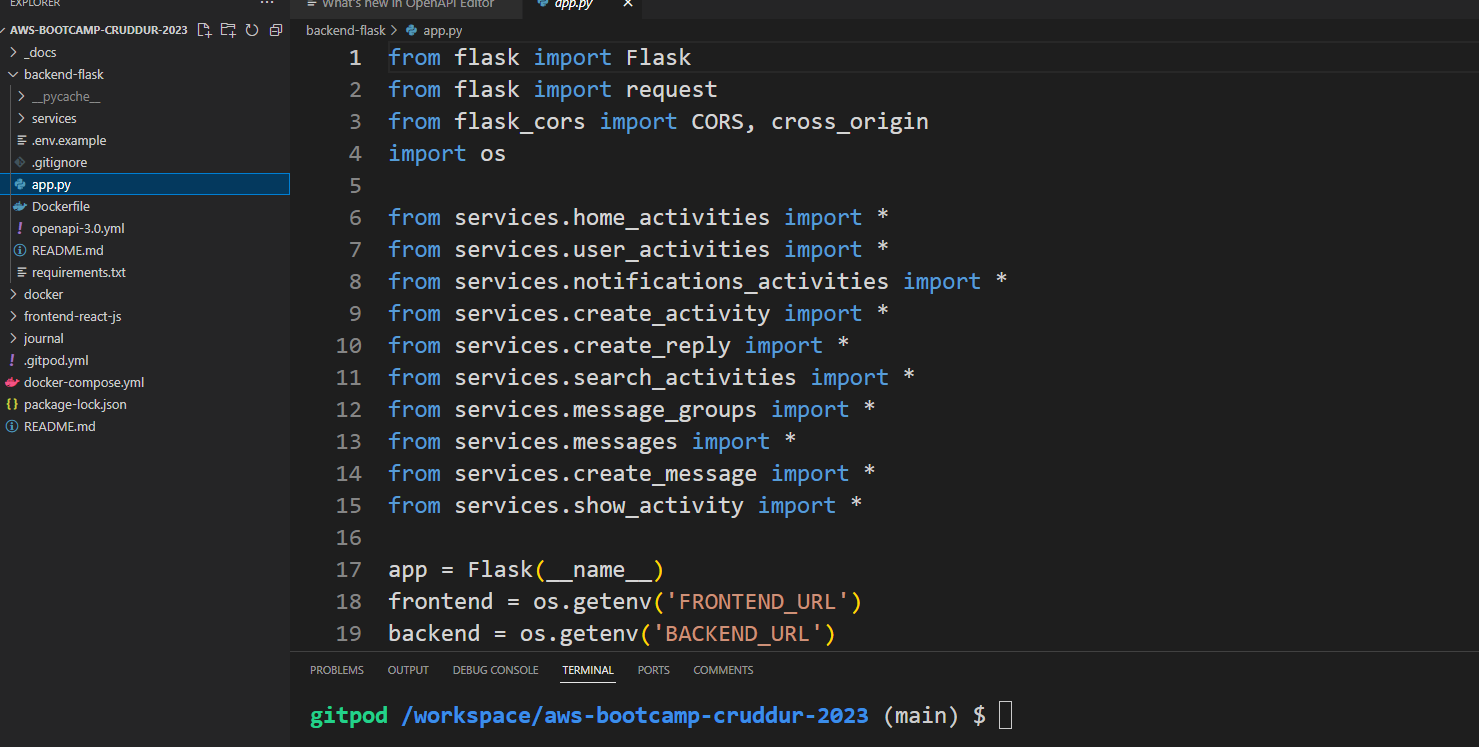 EXPLORER
AWS-BOOTCAMP-CRUDDUR-2023
_docs
backend-flask
__pycache__
services
.env.example
.gitignore
app.py
Dockerfile
openapi-3.0.yml
README.md
requirements.txt
docker
frontend-react-js
journal
.gitpod.yml
docker-compose.yml
package-lock.json
README.md
What's new in OpenAPI Editor
app.py
backend-flask > app.py
1 from flask import Flask
2 from flask import request
3 from flask_cors import CORS, cross_origin
4 import os
5
6 from services.home_activities import *
7 from services.user_activities import *
8 from services.notifications_activities import *
9 from services.create_activity import *
10 from services.create_reply import *
11 from services.search_activities import *
12 from services.message_groups import *
13 from services.messages import *
14 from services.create_message import *
15 from services.show_activity import *
16
17 app = Flask(__name__)
18 frontend = os.getenv('FRONTEND_URL')
19 backend = os.getenv('BACKEND_URL')
PROBLEMS OUTPUT DEBUG CONSOLE TERMINAL PORTS COMMENTS
gitpod /workspace/aws-bootcamp-cruddur-2023 (main) $